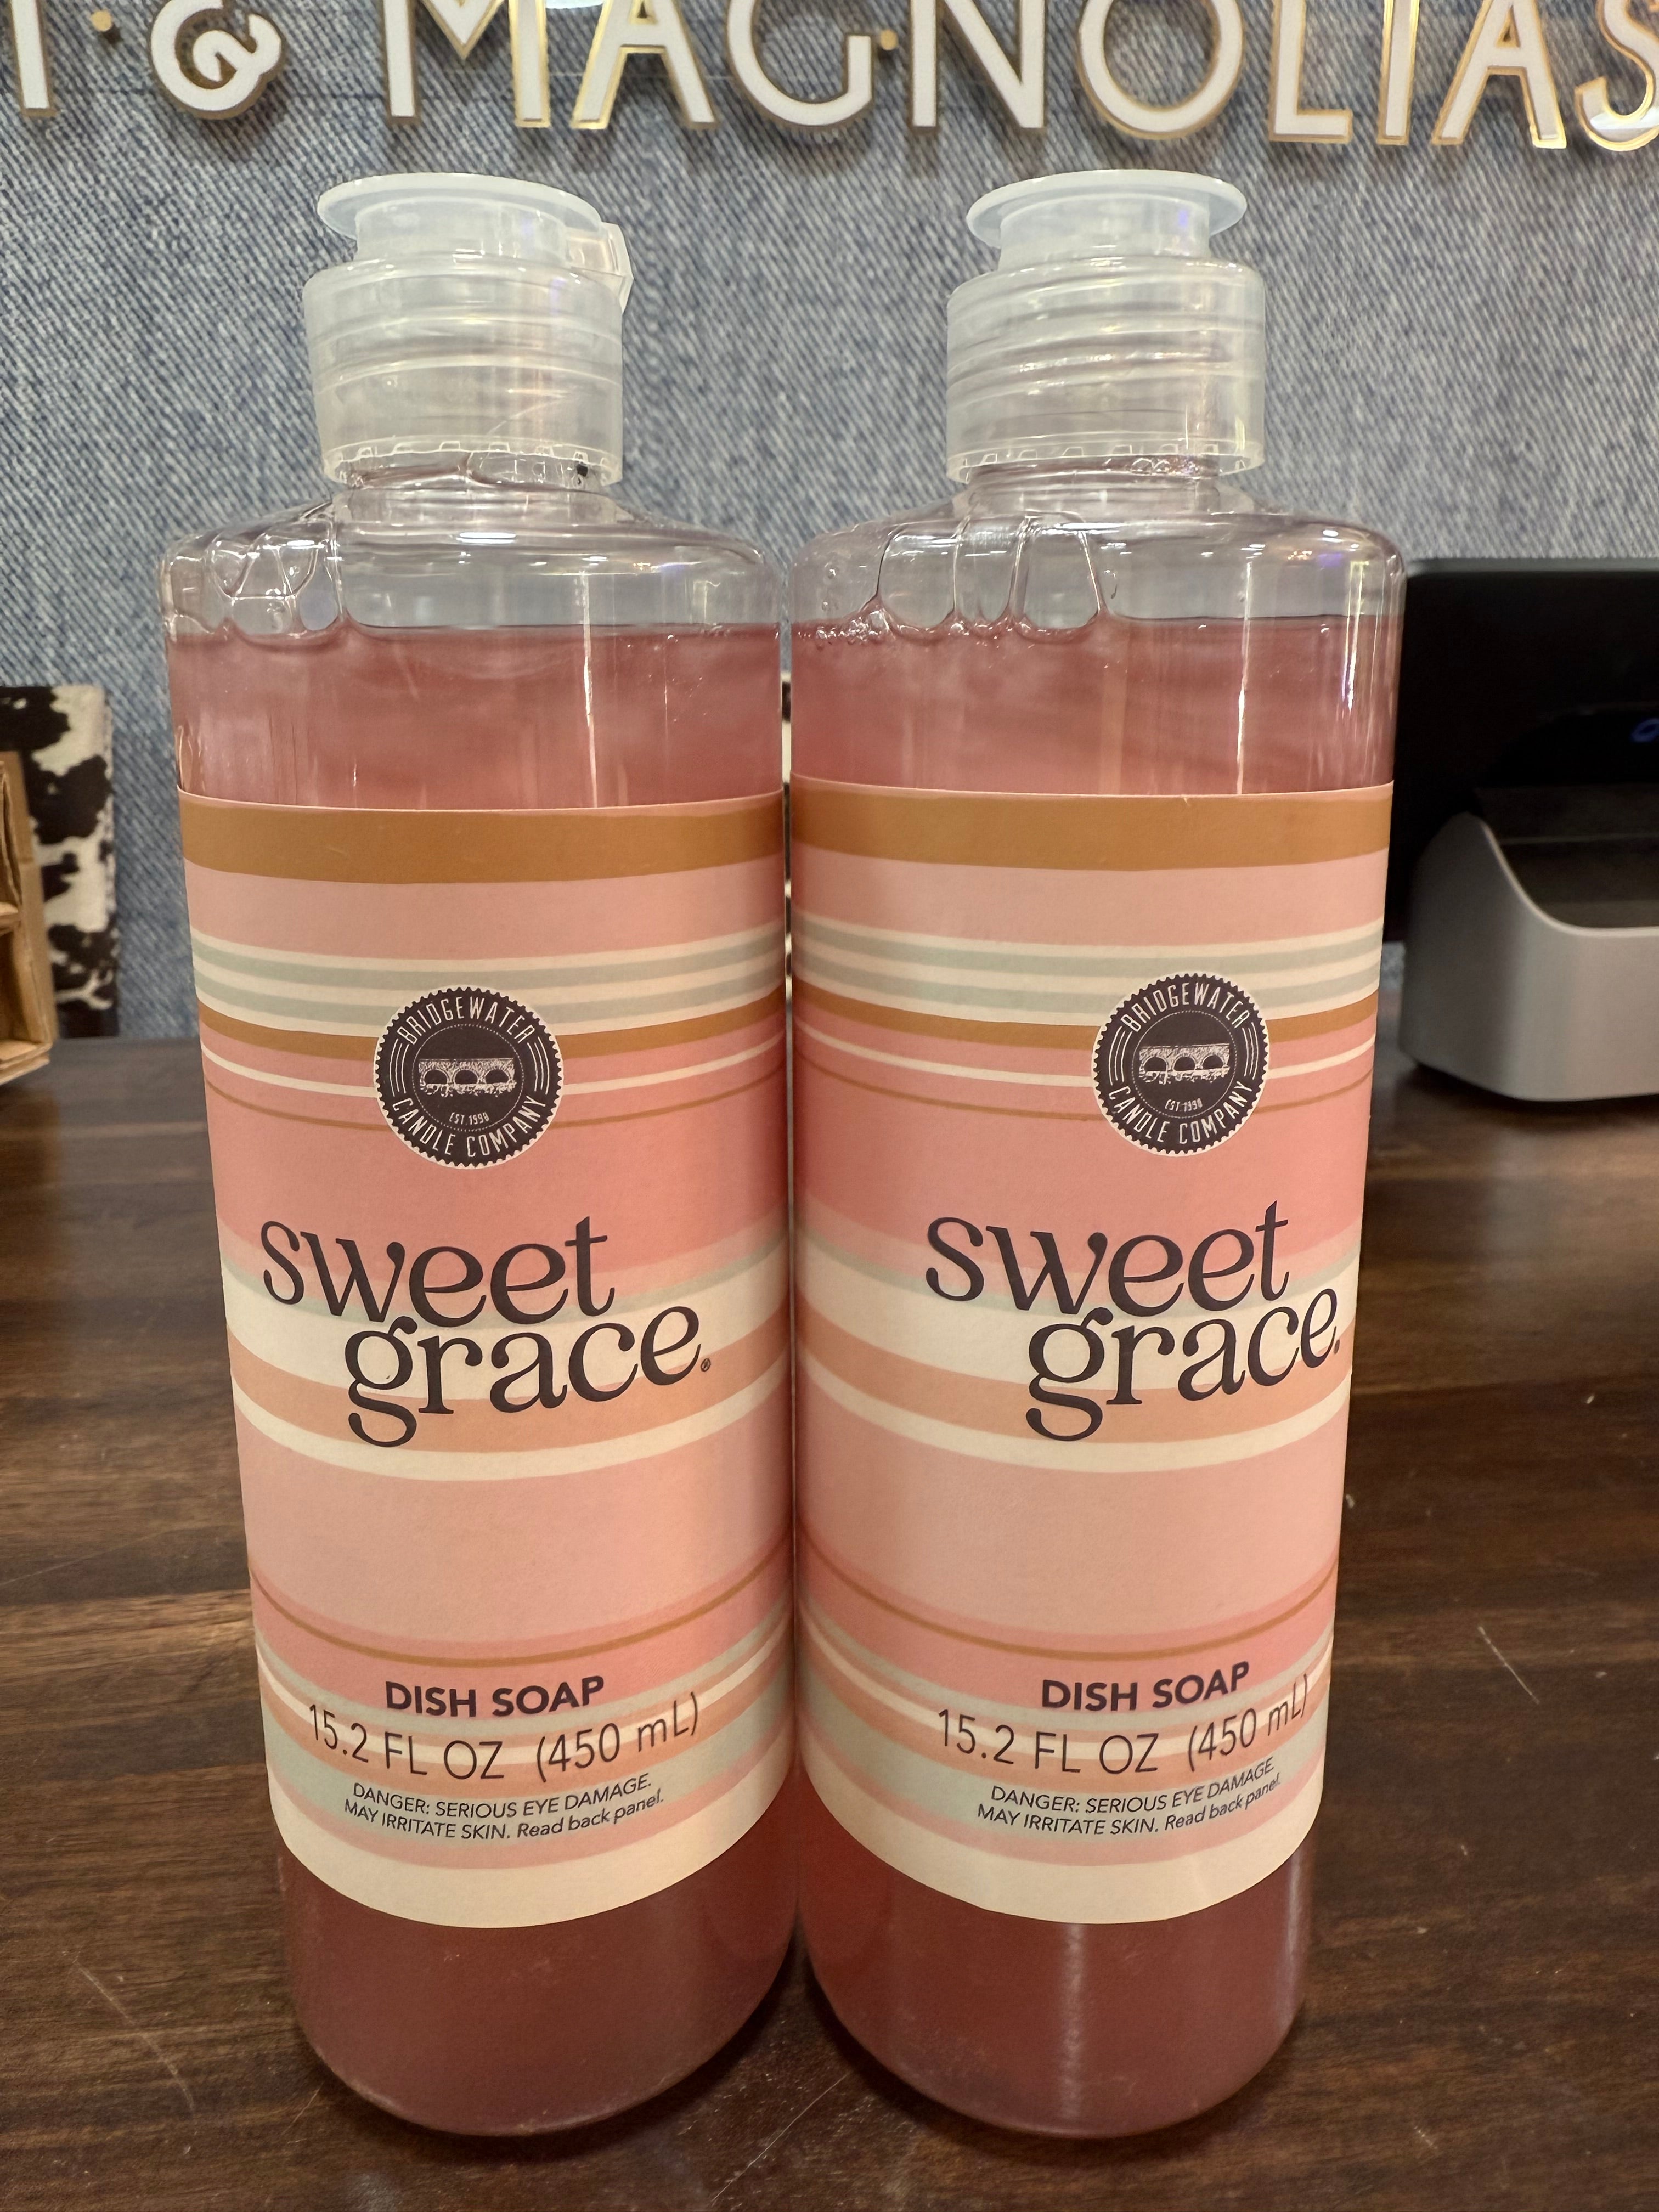 & MAGNOLIAS
BRIDGEWATER
EST. 1998
CANDLE COMPANY
sweet
grace®
DISH SOAP
15.2 FL OZ (450 mL)
DANGER: SERIOUS EYE DAMAGE.
MAY IRRITATE SKIN. Read back panel.
BRIDGEWATER
EST. 1998
CANDLE COMPANY
sweet
grace
DISH SOAP
15.2 FL OZ (450 mL)
DANGER: SERIOUS EYE DAMAGE.
MAY IRRITATE SKIN. Read back panel.